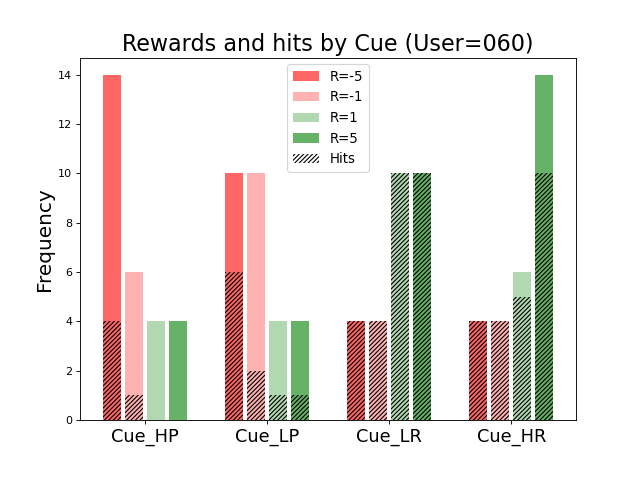 Rewards and hits by Cue (User=060)
R=-5
R=-1
R=1
R=5
Hits
Frequency
14
12
10
8
6
4
2
0
Cue_HP
Cue_LP
Cue_LR
Cue_HR